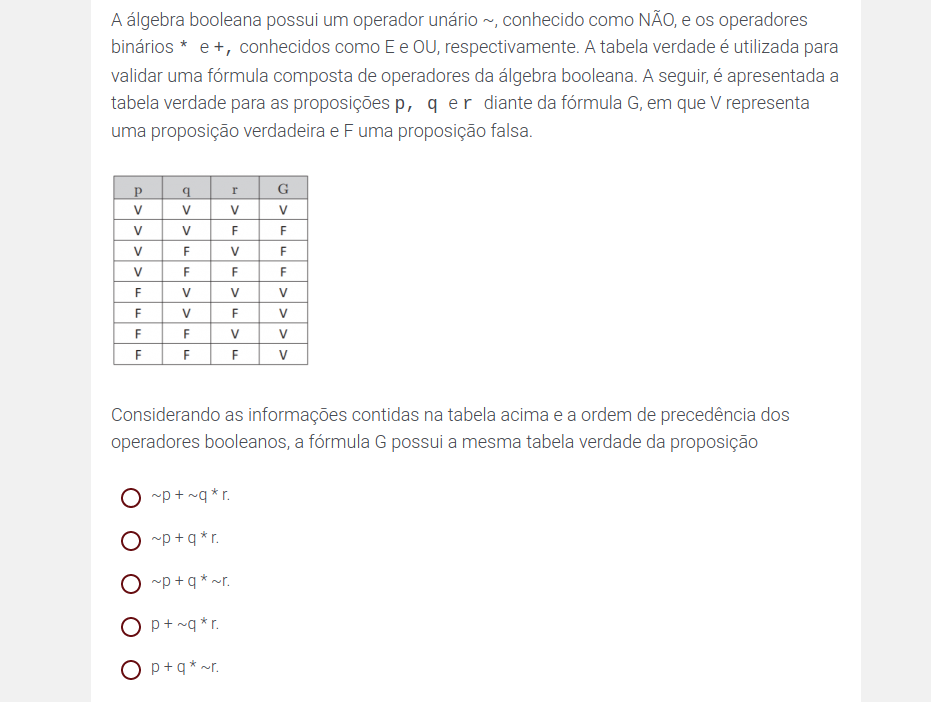 A álgebra booleana possui um operador unário ~, conhecido como NÃO, e os operadores
binários * e +, conhecidos como E e OU, respectivamente. A tabela verdade é utilizada para
validar uma fórmula composta de operadores da álgebra booleana. A seguir, é apresentada a
tabela verdade para as proposições p, q e r diante da fórmula G, em que V representa
uma proposição verdadeira e F uma proposição falsa.
p q r G
V V V V
V V F F
V F V F
V F F F
F V V V
F V F V
F F V V
F F F V
Considerando as informações contidas na tabela acima e a ordem de precedência dos
operadores booleanos, a fórmula G possui a mesma tabela verdade da proposição
~p + ~q * r.
~p + q * r.
~p + q * ~r.
p + ~q * r.
p + q * ~r.